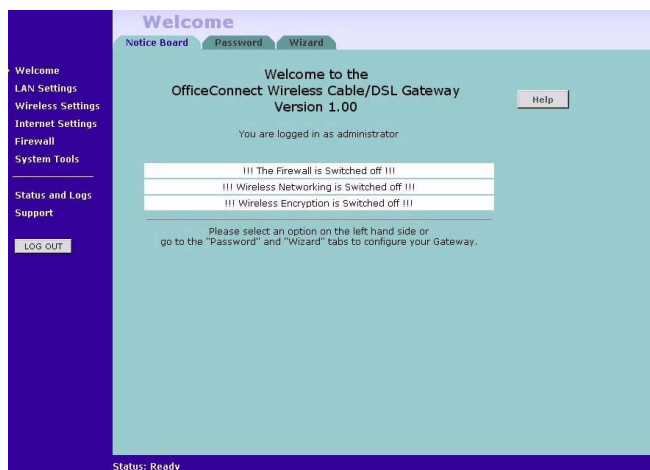 Welcome
Notice Board Password Wizard
Welcome
LAN Settings
Wireless Settings
Internet Settings
Firewall
System Tools
Status and Logs
Support
LOG OUT
Welcome to the
OfficeConnect Wireless Cable/DSL Gateway
Version 1.00
Help
You are logged in as administrator
!!! The Firewall is Switched off !!!
!!! Wireless Networking is Switched off !!!
!!! Wireless Encryption is Switched off !!!
Please select an option on the left hand side or
go to the "Password" and "Wizard" tabs to configure your Gateway.
Status: Ready